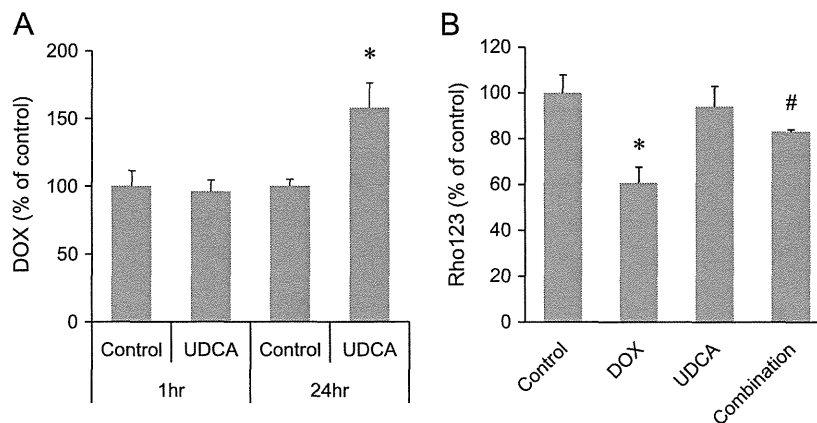 A
DOX (% of control)
200
150
100
50
0
*
Control
UDCA
Control
UDCA
1hr
24hr
B
Rho123 (% of control)
120
100
80
60
40
20
0
*
#
Control
DOX
UDCA
Combination